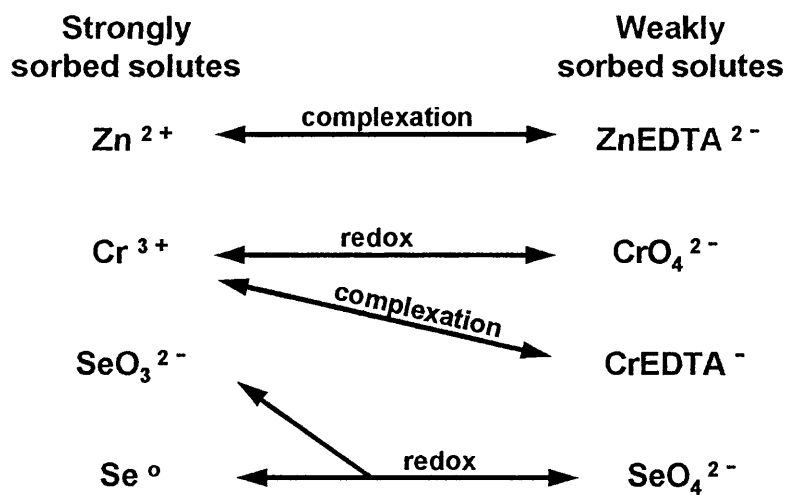 Strongly
sorbed solutes
Weakly
sorbed solutes
Zn ²⁺
complexation
ZnEDTA ²⁻
Cr ³⁺
redox
CrO₄ ²⁻
complexation
SeO₃ ²⁻
CrEDTA ⁻
Se ᵒ
redox
SeO₄ ²⁻